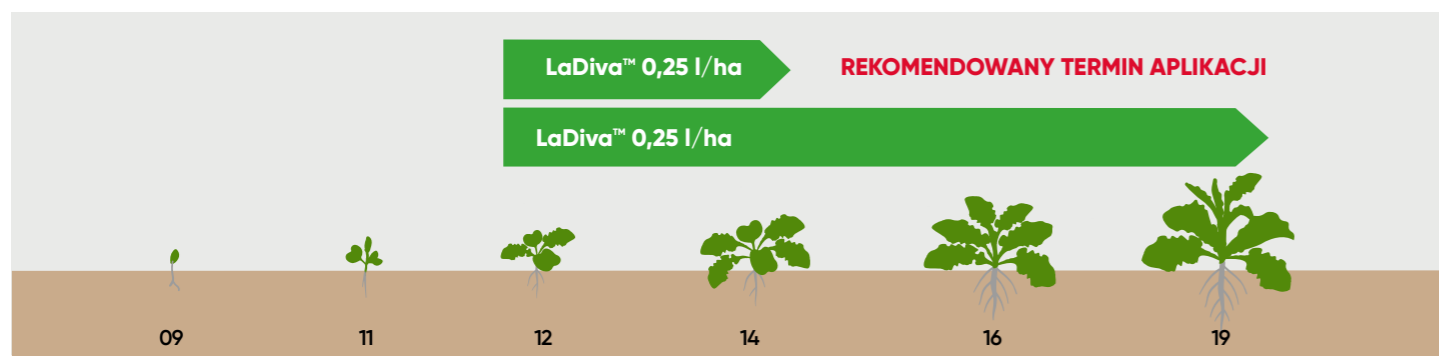 LaDiva™ 0,25 l/ha
REKOMENDOWANY TERMIN APLIKACJI
LaDiva™ 0,25 l/ha
09 11 12 14 16 19